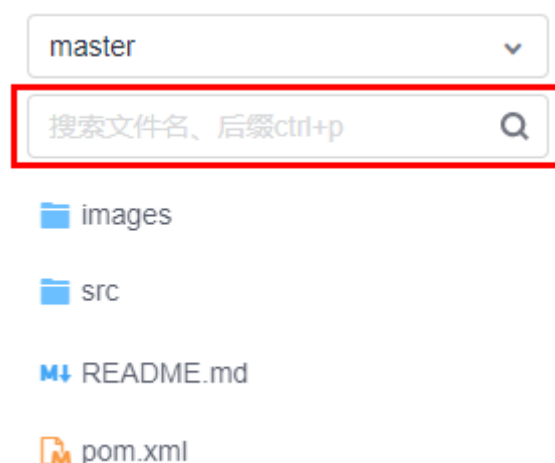 master
搜索文件名、后缀ctrl+p
images
src
M↓ README.md
pom.xml